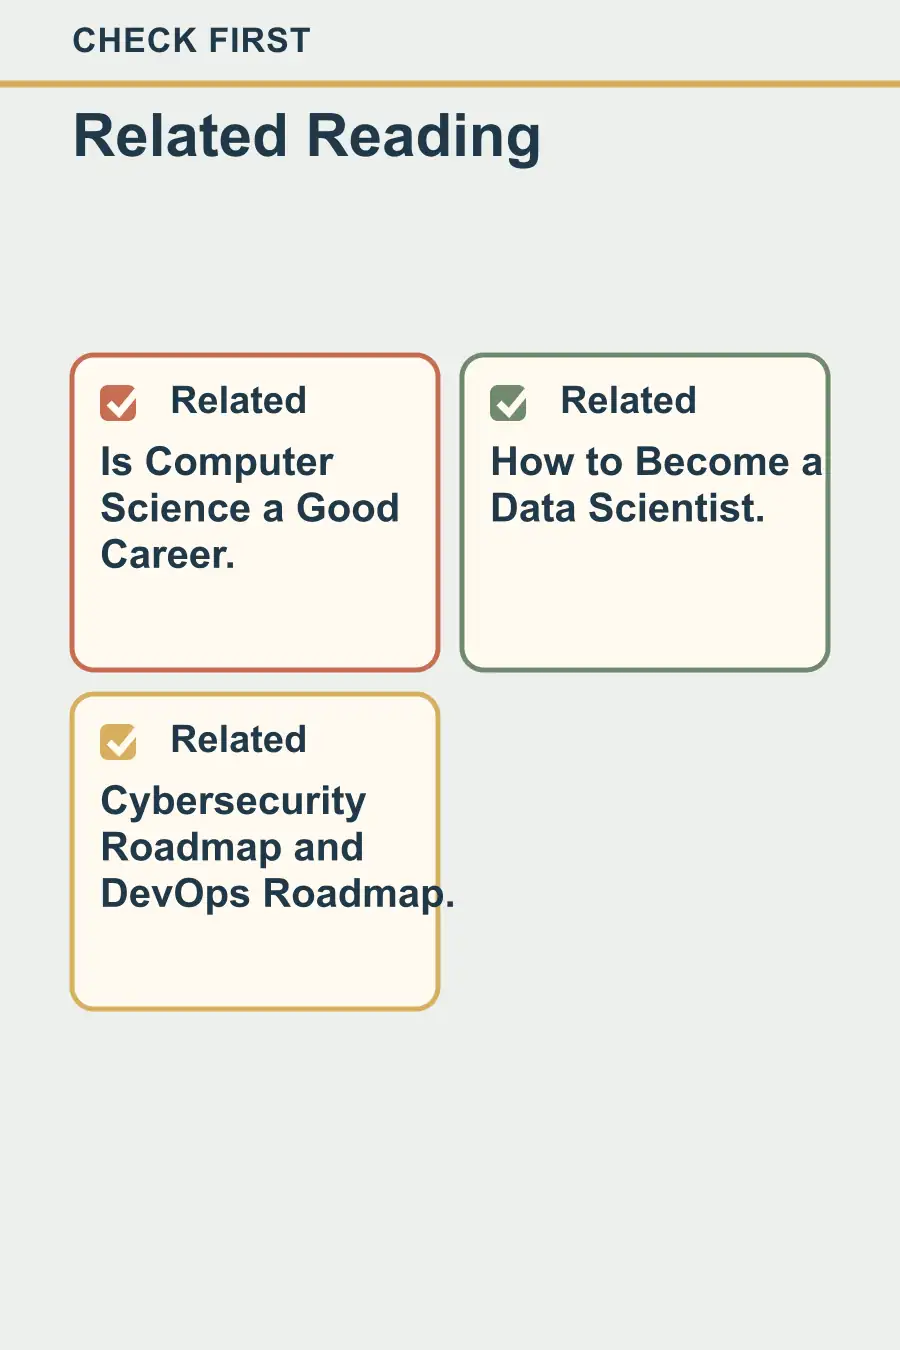 CHECK FIRST
Related Reading
Related
Is Computer
Science a Good
Career.
Related
How to Become a
Data Scientist.
Related
Cybersecurity
Roadmap and
DevOps Roadmap.